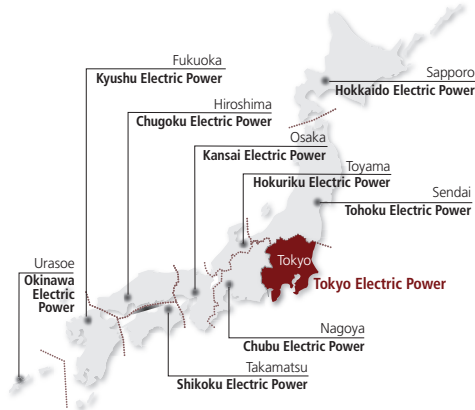 Fukuoka
Kyushu Electric Power
Sapporo
Hokkaido Electric Power
Hiroshima
Chugoku Electric Power
Osaka
Kansai Electric Power
Toyama
Hokuriku Electric Power
Sendai
Tohoku Electric Power
Tokyo
Tokyo Electric Power
Urasoe
Okinawa
Electric
Power
Nagoya
Chubu Electric Power
Takamatsu
Shikoku Electric Power